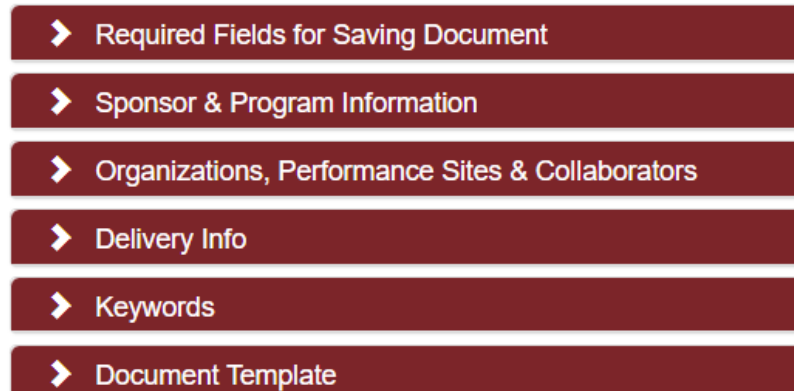 Required Fields for Saving Document
Sponsor & Program Information
Organizations, Performance Sites & Collaborators
Delivery Info
Keywords
Document Template